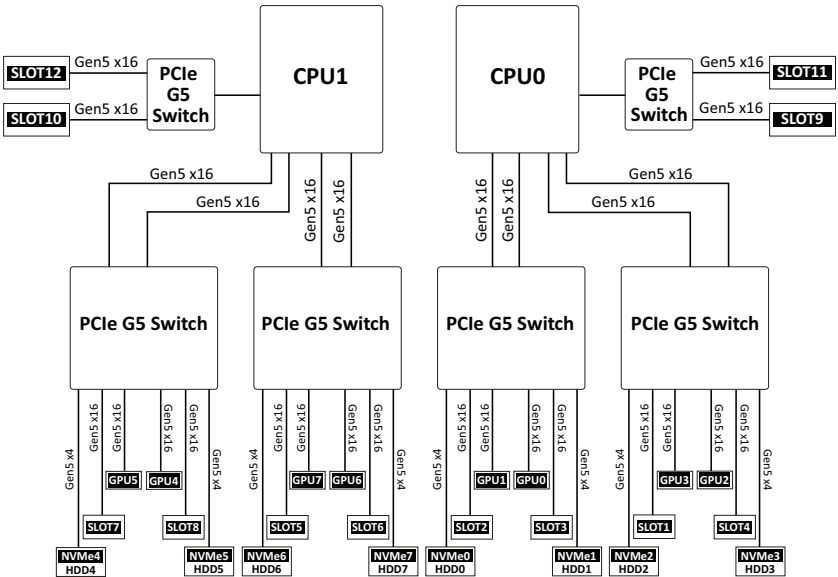 CPU1
CPU0
SLOT12
Gen5 x16
PCIe
G5
Switch
SLOT10
Gen5 x16
PCIe
G5
Switch
Gen5 x16
SLOT11
Gen5 x16
SLOT9
Gen5 x16
Gen5 x16
Gen5 x16
Gen5 x16
Gen5 x16
Gen5 x16
Gen5 x16
Gen5 x16
PCIe G5 Switch
PCIe G5 Switch
PCIe G5 Switch
PCIe G5 Switch
Gen5 x4
Gen5 x16
Gen5 x16
Gen5 x16
Gen5 x16
Gen5 x4
Gen5 x4
Gen5 x16
Gen5 x16
Gen5 x16
Gen5 x16
Gen5 x4
Gen5 x4
Gen5 x16
Gen5 x16
Gen5 x16
Gen5 x16
Gen5 x4
Gen5 x4
Gen5 x16
Gen5 x16
Gen5 x16
Gen5 x16
Gen5 x4
GPU5
GPU4
GPU7
GPU6
GPU1
GPU0
GPU3
GPU2
SLOT7
SLOT8
SLOT5
SLOT6
SLOT2
SLOT3
SLOT1
SLOT4
NVMe4
HDD4
NVMe5
HDD5
NVMe6
HDD6
NVMe7
HDD7
NVMe0
HDD0
NVMe1
HDD1
NVMe2
HDD2
NVMe3
HDD3